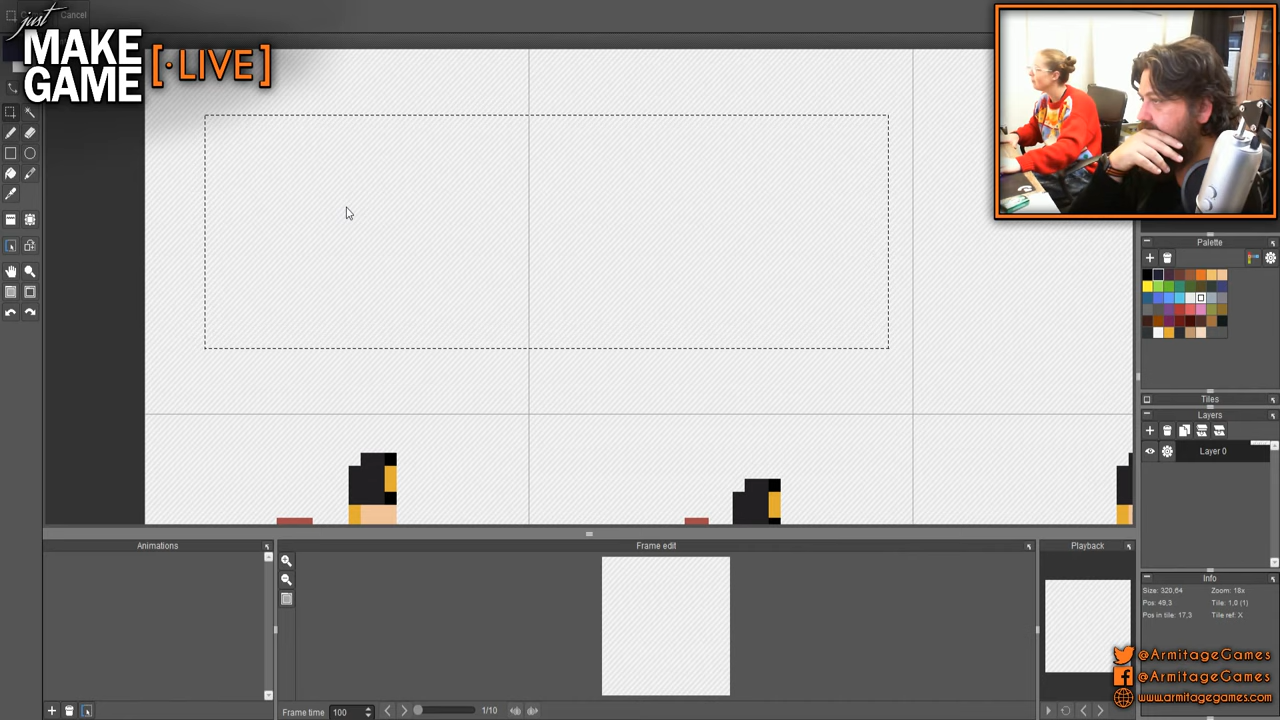 Cancel
just
MAKE
GAME
[·LIVE]
Palette
Tiles
Layers
Layer 0
Animations
Frame edit
Playback
Info
Size: 320,64
Zoom: 18x
Pos: 49,3
Tile: 1,0 (1)
Pos in tile: 17,3
Tile ref: X
@ArmitageGames
@ArmitageGames
www.armitagegames.com
Frame time
100
1/10